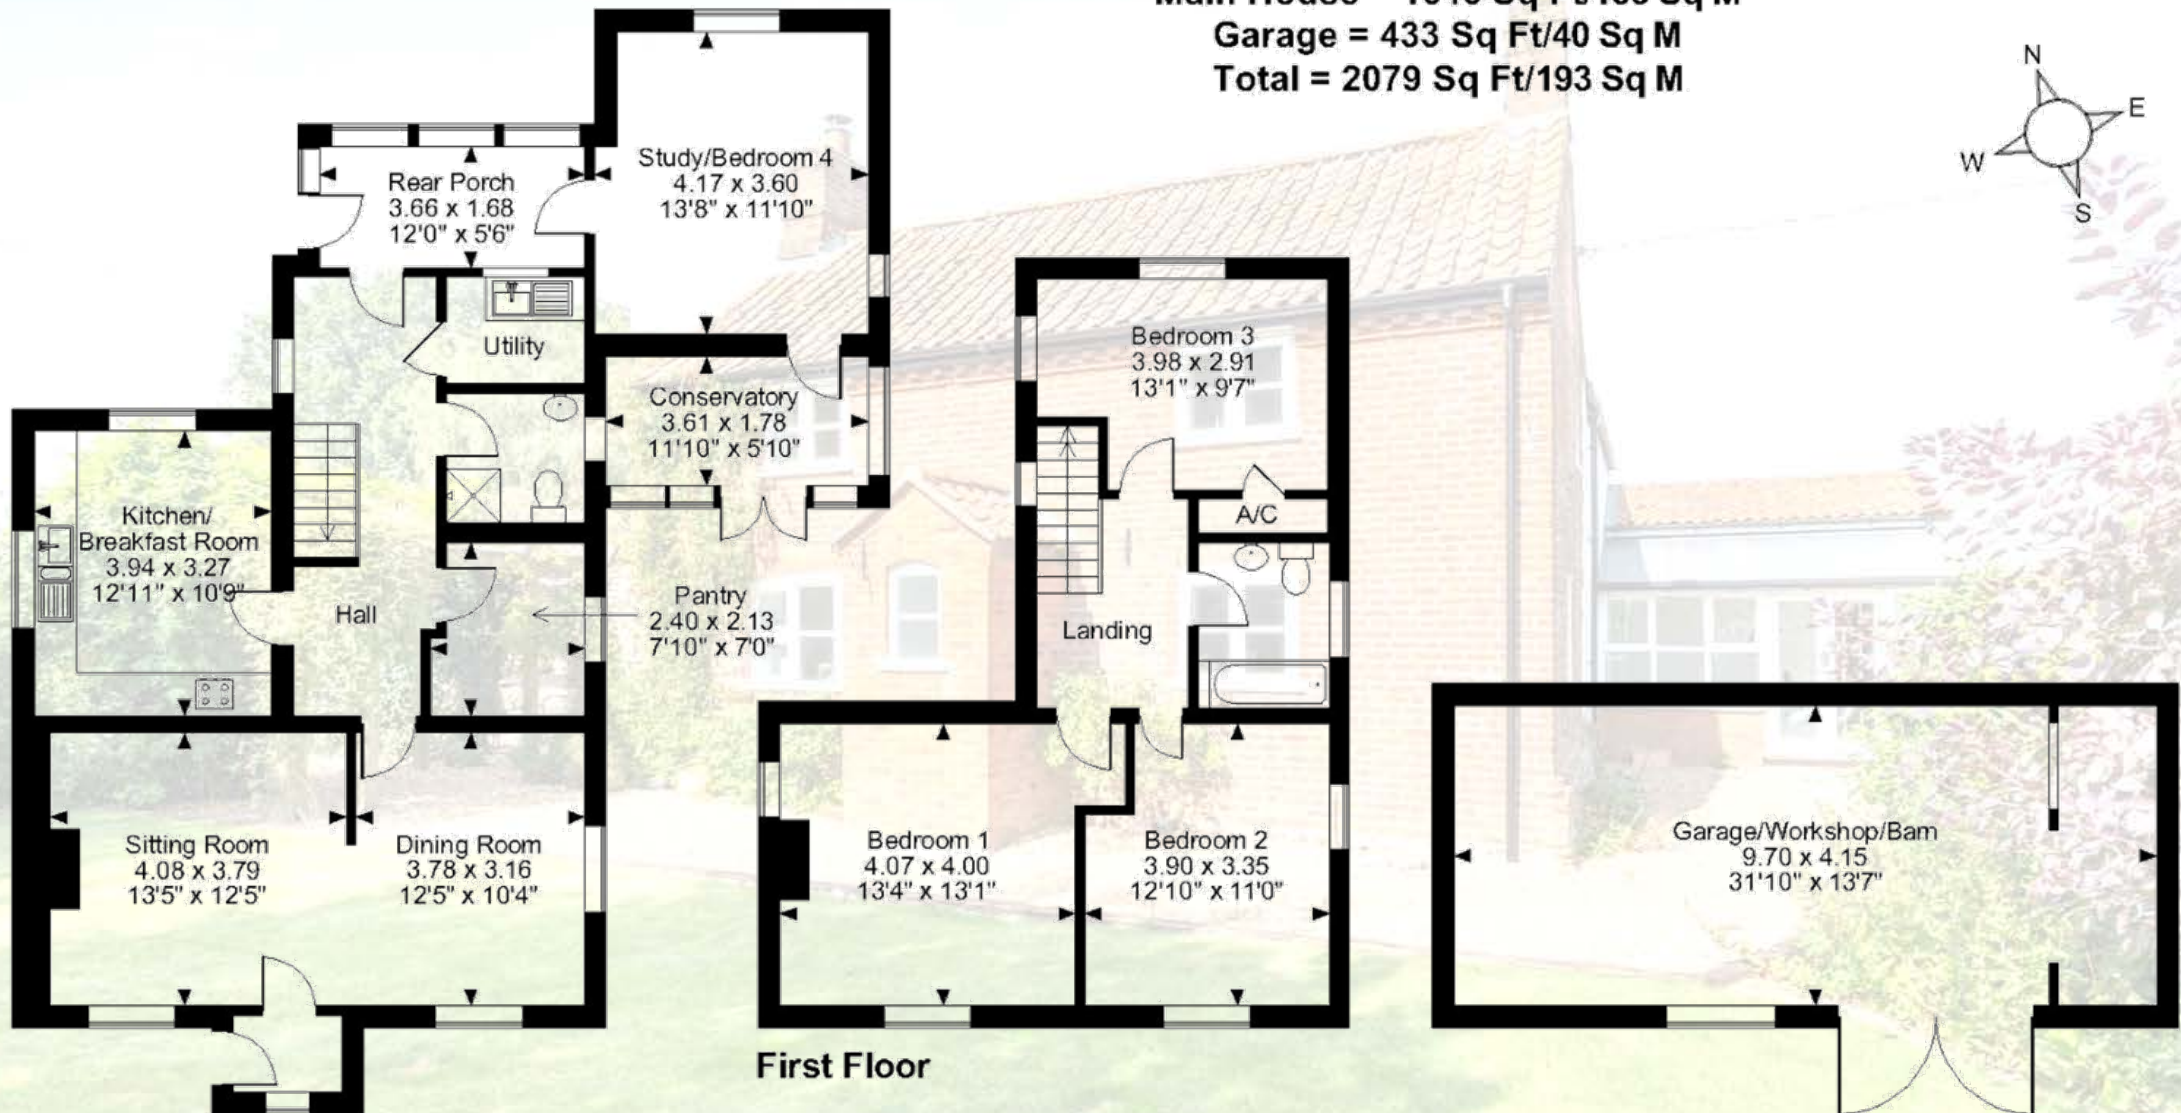 Main House Sq Ft Sq M
Garage = 433 Sq Ft/40 Sq M
Total = 2079 Sq Ft/193 Sq M
N
E
W
S
Study/Bedroom 4
4.17 x 3.60
13'8" x 11'10"
Rear Porch
3.66 x 1.68
12'0" x 5'6"
Utility
Conservatory
3.61 x 1.78
11'10" x 5'10"
Kitchen/
Breakfast Room
3.94 x 3.27
12'11" x 10'9"
Hall
Pantry
2.40 x 2.13
7'10" x 7'0"
Sitting Room
4.08 x 3.79
13'5" x 12'5"
Dining Room
3.78 x 3.16
12'5" x 10'4"
Bedroom 3
3.98 x 2.91
13'1" x 9'7"
A/C
Landing
Bedroom 1
4.07 x 4.00
13'4" x 13'1"
Bedroom 2
3.90 x 3.35
12'10" x 11'0"
First Floor
Garage/Workshop/Barn
9.70 x 4.15
31'10" x 13'7"